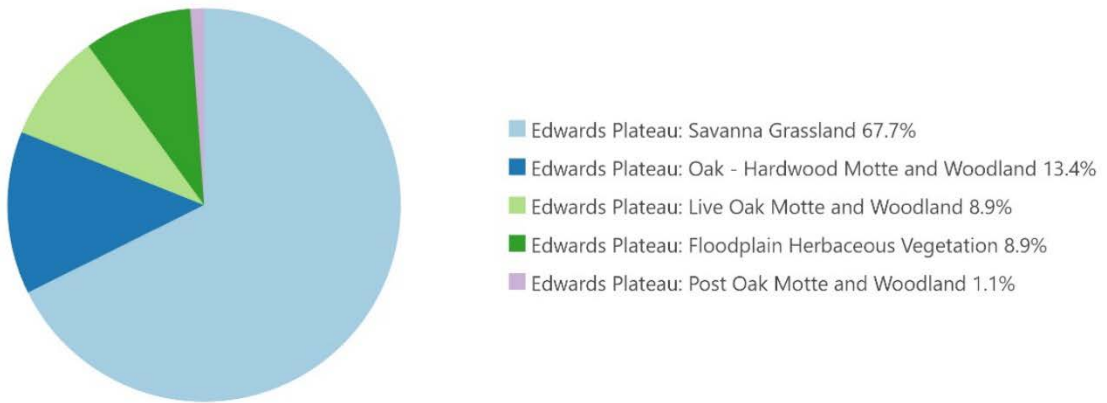 Edwards Plateau: Savanna Grassland 67.7%
Edwards Plateau: Oak - Hardwood Motte and Woodland 13.4%
Edwards Plateau: Live Oak Motte and Woodland 8.9%
Edwards Plateau: Floodplain Herbaceous Vegetation 8.9%
Edwards Plateau: Post Oak Motte and Woodland 1.1%